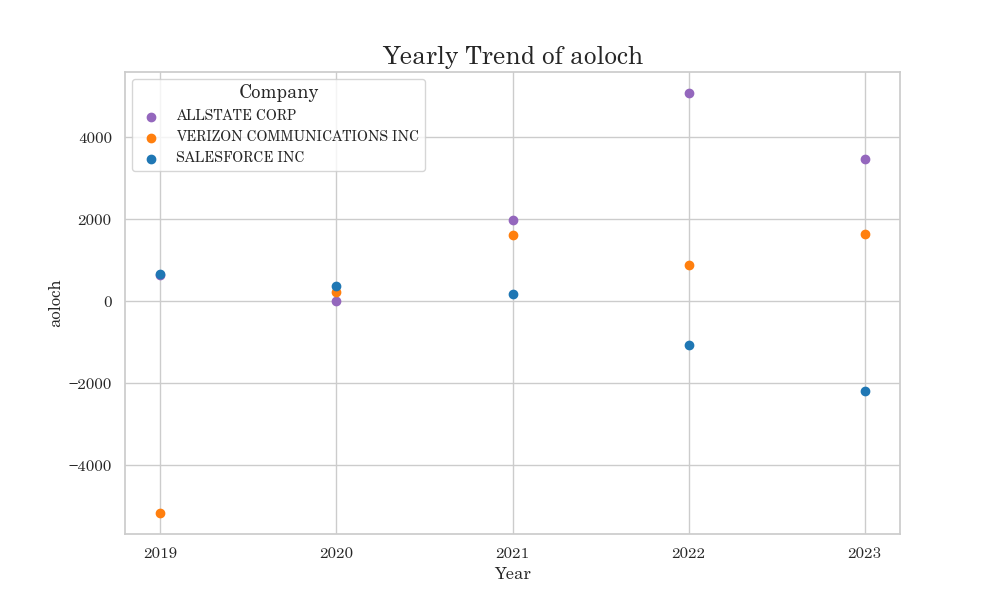 Yearly Trend of aoloch
Company
ALLSTATE CORP
VERIZON COMMUNICATIONS INC
SALESFORCE INC
4000
2000
0
−2000
−4000
aoloch
2019 2020 2021 2022 2023
Year